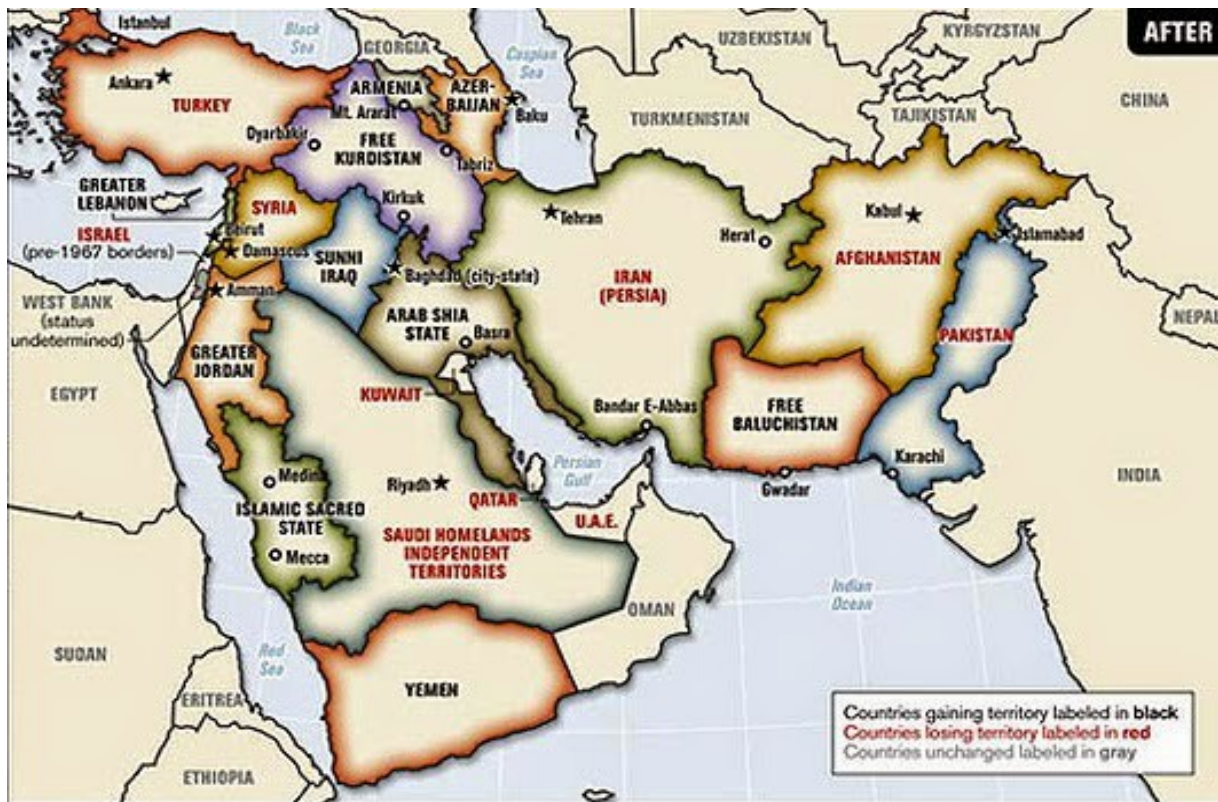 AFTER
Istanbul
Black
Sea
GEORGIA
Caspian
Sea
UZBEKISTAN
KYRGYZSTAN
Ankara
TURKEY
ARMENIA
Mt. Ararat
AZER-
BAIJAN
Baku
TURKMENISTAN
TAJIKISTAN
CHINA
Dyarbakir
FREE
KURDISTAN
Tabriz
GREATER
LEBANON
SYRIA
Kirkuk
Tehran
Herat
Kabul
Islamabad
ISRAEL
(pre-1967 borders)
Beirut
Damascus
SUNNI
IRAQ
Baghdad (city-state)
IRAN
(PERSIA)
AFGHANISTAN
Amman
WEST BANK
(status
undetermined)
ARAB SHIA
STATE
Basra
PAKISTAN
NEPAL
GREATER
JORDAN
KUWAIT
EGYPT
Bandar E-Abbas
FREE
BALUCHISTAN
Karachi
Medina
Riyadh
Persian
Gulf
Gwadar
INDIA
QATAR
U.A.E.
ISLAMIC SACRED
STATE
Mecca
SAUDI HOMELANDS
INDEPENDENT
TERRITORIES
OMAN
Indian
Ocean
SUDAN
Red
Sea
YEMEN
ERITREA
ETHIOPIA
Countries gaining territory labeled in black
Countries losing territory labeled in red
Countries unchanged labeled in gray